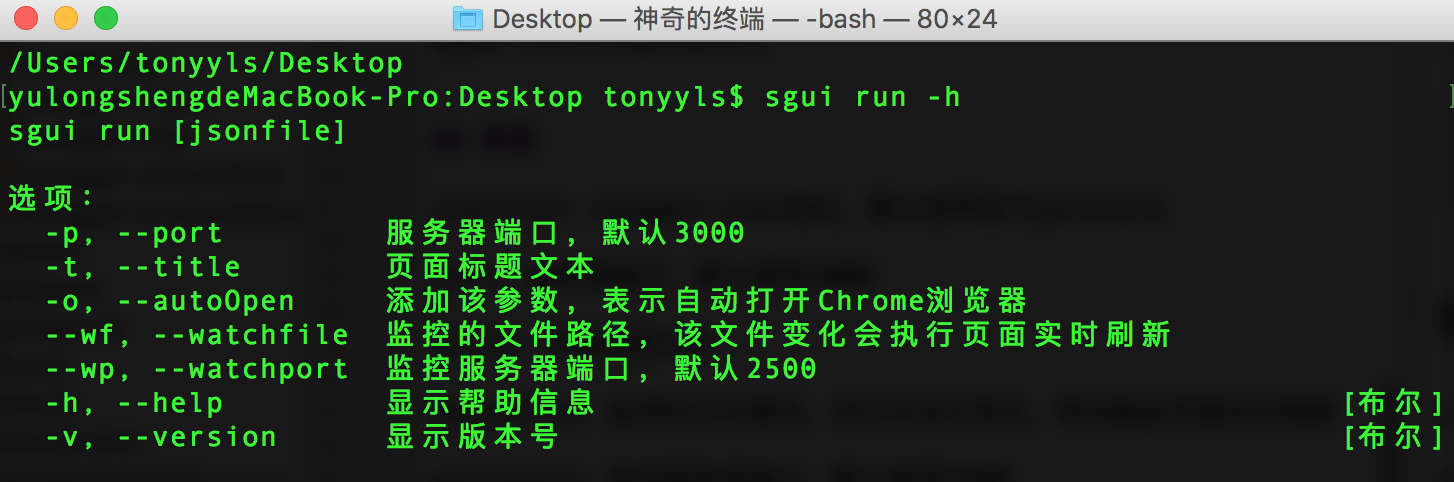 Desktop — 神奇的终端 — -bash — 80×24
/Users/tonyyls/Desktop
[yulongshengdeMacBook-Pro:Desktop tonyyls$ sgui run -h ]
sgui run [jsonfile]
选项：
-p, --port 服务器端口, 默认3000
-t, --title 页面标题文本
-o, --autoOpen 添加该参数, 表示自动打开Chrome浏览器
--wf, --watchfile 监控的文件路径, 该文件变化会执行页面实时刷新
--wp, --watchport 监控服务器端口, 默认2500
-h, --help 显示帮助信息 [布尔]
-v, --version 显示版本号 [布尔]